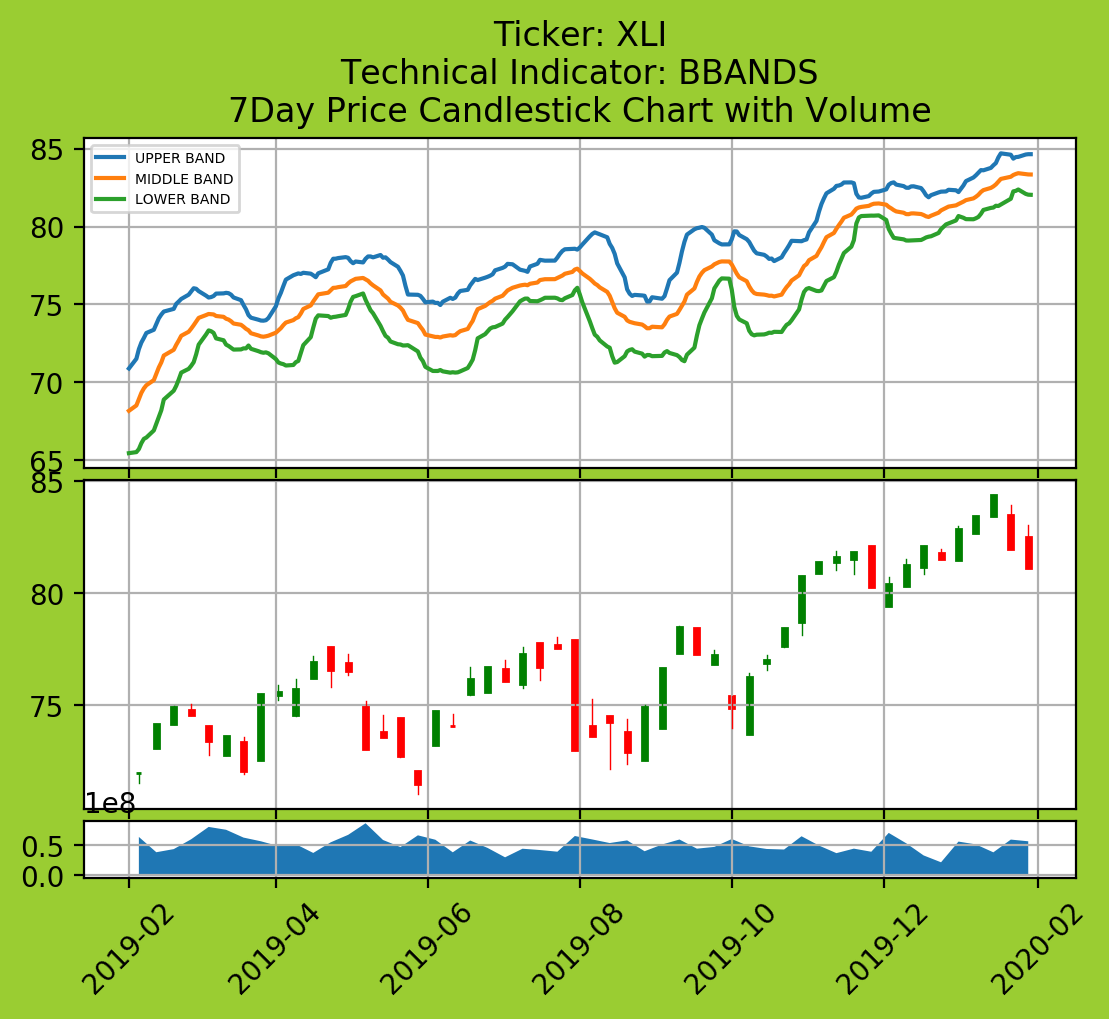 Ticker: XLI
Technical Indicator: BBANDS
7Day Price Candlestick Chart with Volume
85
UPPER BAND
MIDDLE BAND
LOWER BAND
80
75
70
65
85
80
75
1e8
0.5
0.0
2019-02
2019-04
2019-06
2019-08
2019-10
2019-12
2020-02